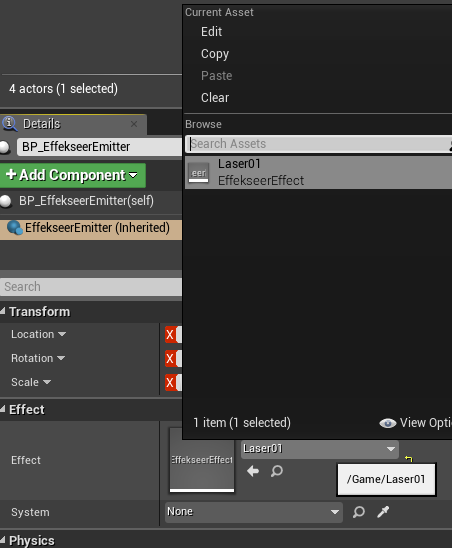 Current Asset
Edit
Copy
Paste
Clear
Browse
Search Assets
Laser01
EffekseerEffect
1 item (1 selected)
View Opti
4 actors (1 selected)
Details
BP_EffekseerEmitter
+Add Component
BP_EffekseerEmitter(self)
EffekseerEmitter (Inherited)
Search
Transform
Location
X
Rotation
X
Scale
X
Effect
Effect
EffekseerEffect
Laser01
/Game/Laser01
System
None
Physics